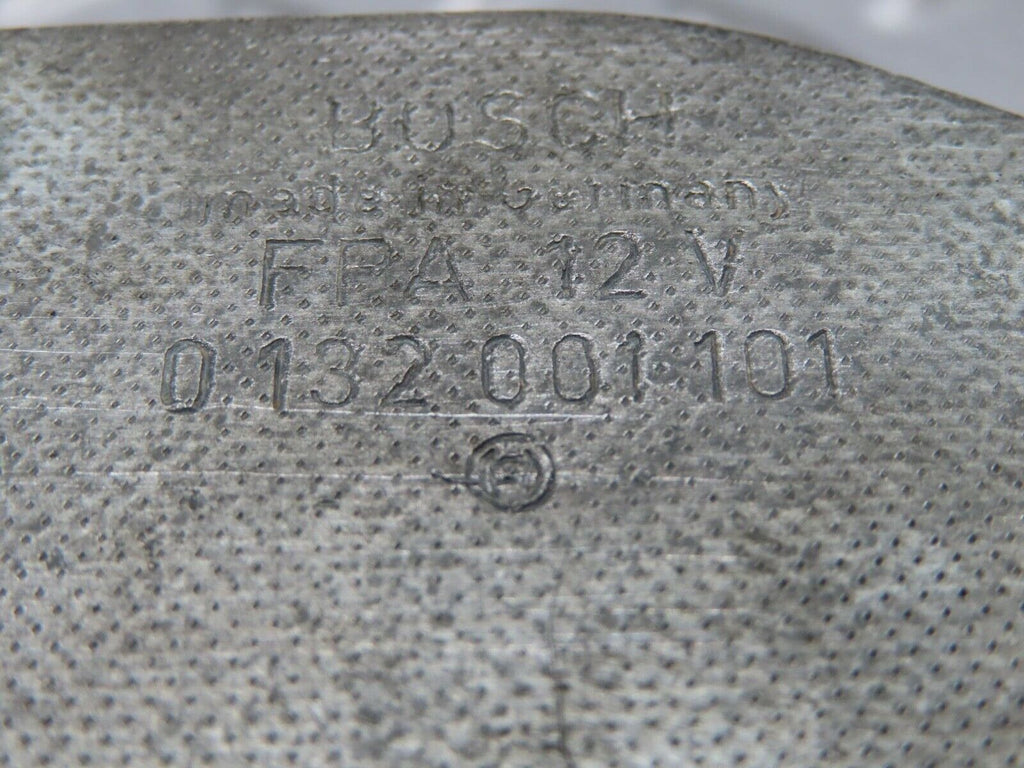 BOSCH
made in Germany
FPA 12 V
0 132 001 101